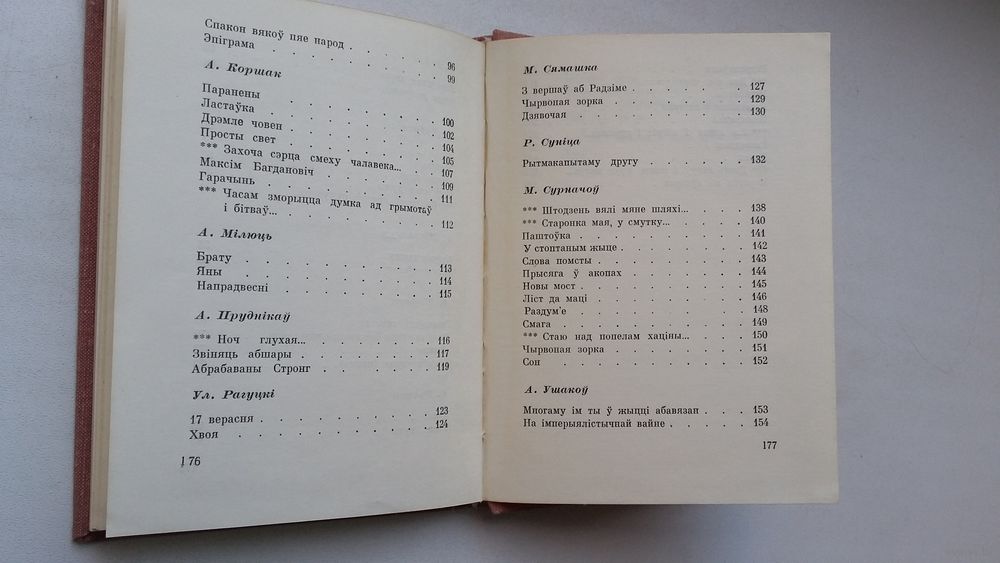 Спакон вякоў пяе народ . . . . . 96
Эпіграма . . . . . . . . 99
А. Коршак
Паранены . . . . . . . 100
Ластаўка . . . . . . . . 102
Дрэмле човен . . . . . . . 104
Просты свет . . . . . . . 105
*** Захоча сэрца смеху чалавека... . . 107
Максім Багдановіч . . . . . . 109
Гарачынь . . . . . . . . 111
*** Часам зморыцца думка ад грымотаў
і бітваў... . . . . . . . 112
А. Мілюць
Брату . . . . . . . . 113
Яны . . . . . . . . 114
Напрадвесні . . . . . . . 115
А. Пруднікаў
*** Ноч глухая... . . . . . . 116
Звіняць абшары . . . . . . 117
Абрабаваны Стронг . . . . . 119
Ул. Рагуцкі
17 верасня . . . . . . . 123
Хвоя . . . . . . . . 124
176
М. Сямашка
З вершаў аб Радзіме . . . . . . 127
Чырвоная зорка . . . . . . . 129
Дзявочая . . . . . . . . 130
Р. Суніца
Рытмакапытаму другу . . . . . 132
М. Сурначоў
*** Штодзень вялі мяне шляхі... . . . 138
*** Старонка мая, у смутку... . . . . 140
Паштоўка . . . . . . . . 141
У стоптаным жыце . . . . . . . 142
Слова помсты . . . . . . . 143
Прысяга ў акопах . . . . . . 144
Новы мост . . . . . . . . 145
Ліст да маці . . . . . . . 146
Раздум'е . . . . . . . . 148
Смага . . . . . . . . . 149
*** Стаю над попелам хаціны... . . . 150
Чырвоная зорка . . . . . . . 151
Сон . . . . . . . . 152
А. Ушакоў
Многаму ім ты ў жыцці абавязан . . . 153
На імперыялістычнай вайне . . . . . 154
177